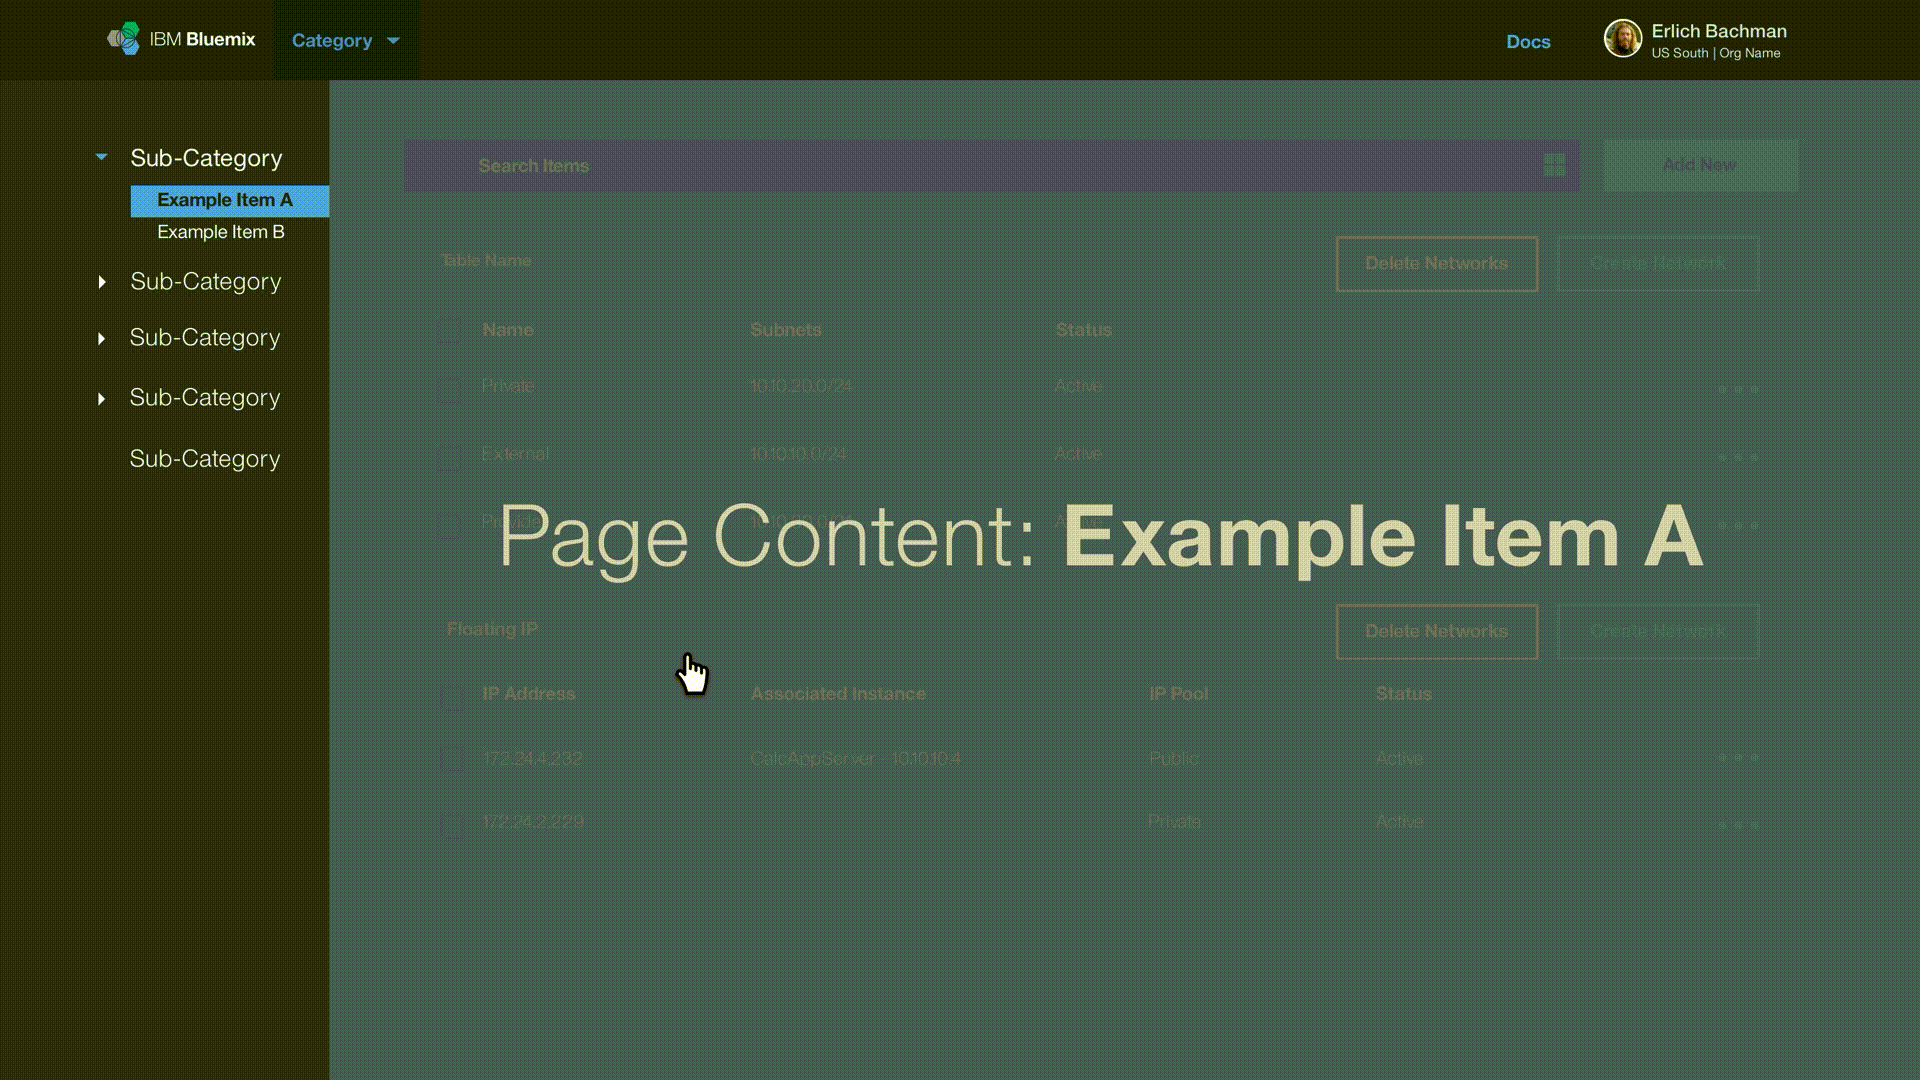 IBM Bluemix
Category
Docs
Erlich Bachman
US South | Org Name
Sub-Category
Example Item A
Example Item B
Sub-Category
Sub-Category
Sub-Category
Sub-Category
Search Items
Add New
Table Name
Delete Networks
Create Network
Name Subnets Status
Private 10.10.20.0/24 Active
External 10.10.10.0/24 Active
Page Content: Example Item A
Floating IP
Delete Networks
Create Network
IP Address Associated Instance IP Pool Status
172.24.4.232 CalcAppServer - 10.10.10.4 Public Active
172.24.2.229 Private Active